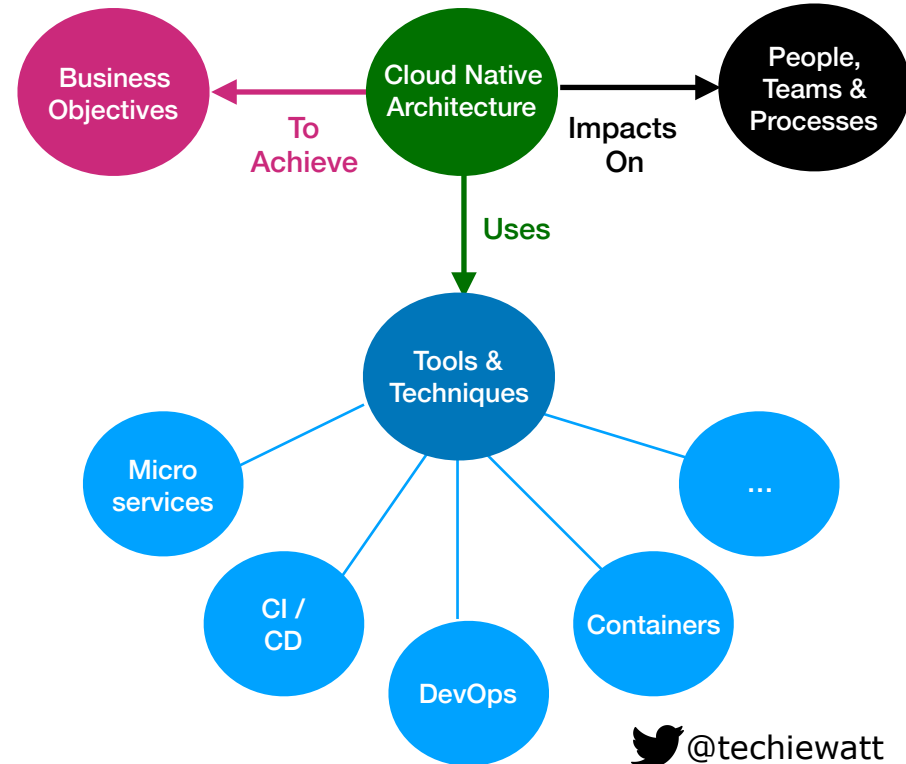 Business
Objectives
To
Achieve
Cloud Native
Architecture
Impacts
On
People,
Teams &
Processes
Uses
Tools &
Techniques
Micro
services
CI /
CD
DevOps
Containers
...
@techiewatt